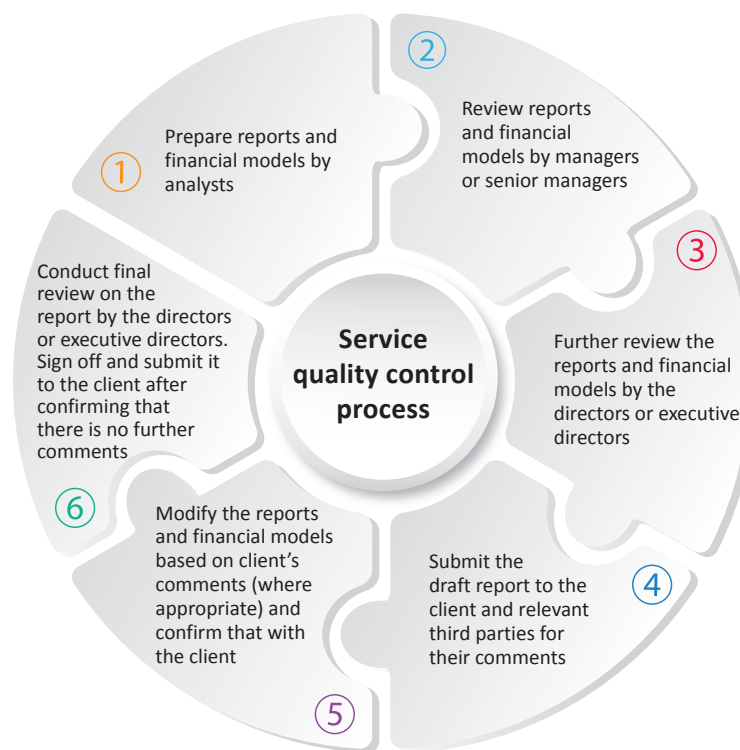 1
Prepare reports and
financial models by
analysts
2
Review reports
and financial
models by managers
or senior managers
3
Further review the
reports and financial
models by the
directors or executive
directors
4
Submit the
draft report to the
client and relevant
third parties for
their comments
5
Modify the reports
and financial models
based on client’s
comments (where
appropriate) and
confirm that with
the client
6
Conduct final
review on the
report by the directors
or executive directors.
Sign off and submit it
to the client after
confirming that
there is no further
comments
Service
quality control
process